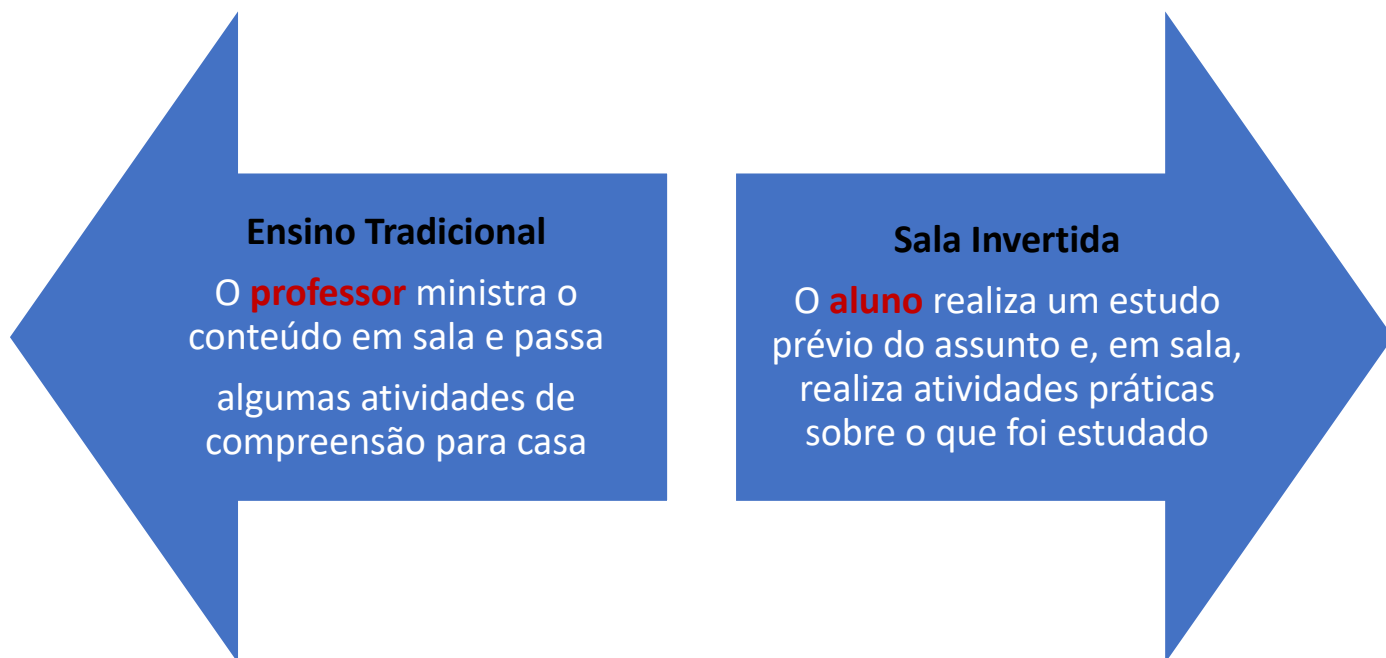 Ensino Tradicional
O professor ministra o
conteúdo em sala e passa
algumas atividades de
compreensão para casa
Sala Invertida
O aluno realiza um estudo
prévio do assunto e, em sala,
realiza atividades práticas
sobre o que foi estudado